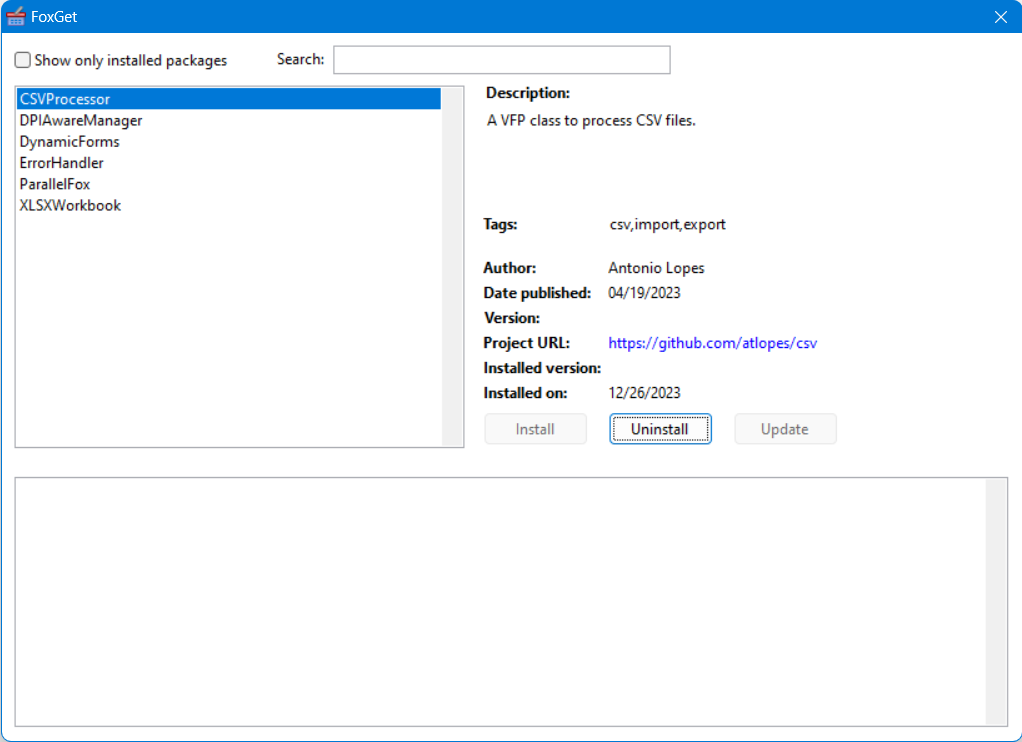 FoxGet
Show only installed packages
Search:
CSVProcessor
DPIAwareManager
DynamicForms
ErrorHandler
ParallelFox
XLSXWorkbook
Description:
A VFP class to process CSV files.
Tags: csv,import,export
Author: Antonio Lopes
Date published: 04/19/2023
Version:
Project URL: https://github.com/atlopes/csv
Installed version:
Installed on: 12/26/2023
Install Uninstall Update